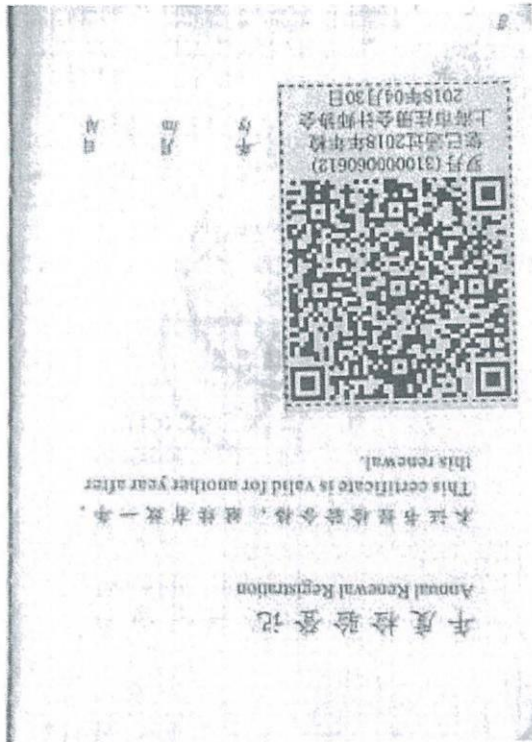 年度检验登记
Annual Renewal Registration
本证书经检验合格，继续有效一年。
This certificate is valid for another year after
this renewal.
(310000060612)
您已通过2018年年检
上海市注册会计师协会
2018年04月30日
年 月 日
/y /m /d